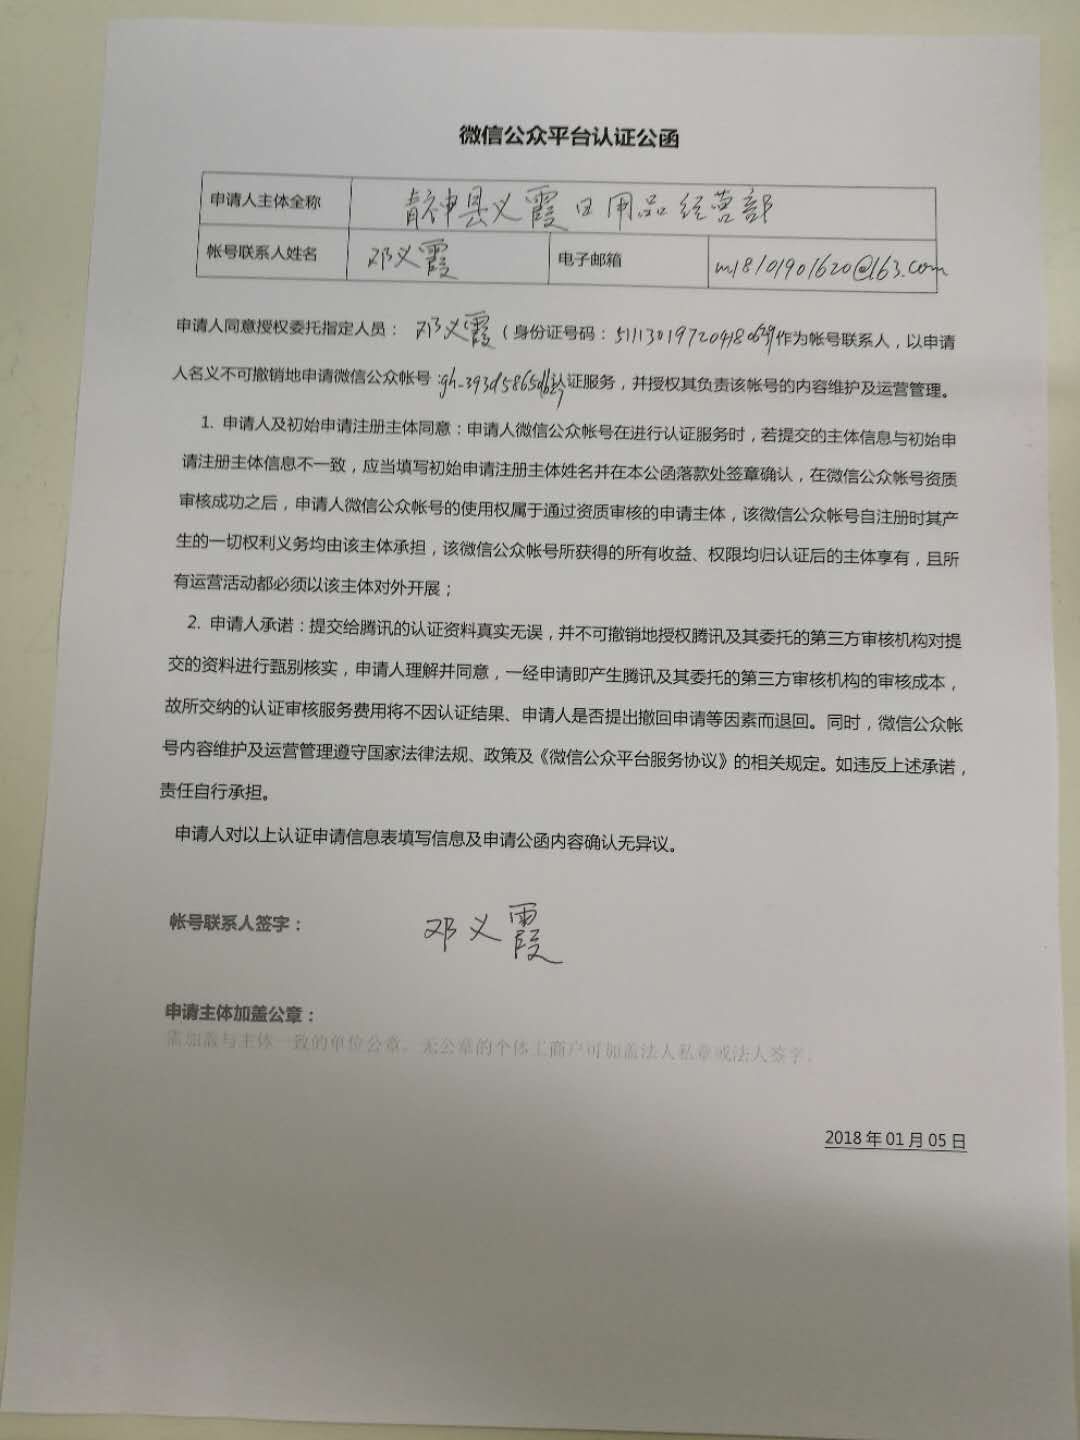 微信公众平台认证公函
申请人主体全称 青神县义霞日用品经营部
帐号联系人姓名 邓义霞 电子邮箱 m18101901620@163.com
申请人同意授权委托指定人员： 邓义霞 （身份证号码：511130197204180629作为帐号联系人，以申请
人名义不可撤销地申请微信公众帐号：认证服务，并授权其负责该帐号的内容维护及运营管理。
1. 申请人及初始申请注册主体同意：申请人微信公众帐号在进行认证服务时，若提交的主体信息与初始申
请注册主体信息不一致，应当填写初始申请注册主体姓名并在本公函落款处签章确认，在微信公众帐号资质
审核成功之后，申请人微信公众帐号的使用权属于通过资质审核的申请主体，该微信公众帐号自注册时其产
生的一切权利义务均由该主体承担，该微信公众帐号所获得的所有收益、权限均归认证后的主体享有，且所
有运营活动都必须以该主体对外开展；
2. 申请人承诺：提交给腾讯的认证资料真实无误，并不可撤销地授权腾讯及其委托的第三方审核机构对提
交的资料进行甄别核实，申请人理解并同意，一经申请即产生腾讯及其委托的第三方审核机构的审核成本，
故所交纳的认证审核服务费用将不因认证结果、申请人是否提出撤回申请等因素而退回。同时，微信公众帐
号内容维护及运营管理遵守国家法律法规、政策及《微信公众平台服务协议》的相关规定。如违反上述承诺，
责任自行承担。
申请人对以上认证申请信息表填写信息及申请公函内容确认无异议。
帐号联系人签字： 邓义霞
申请主体加盖公章：
需加盖与主体一致的单位公章。无公章的个体工商户可加盖法人私章或法人签字。
2018 年 01 月 05 日